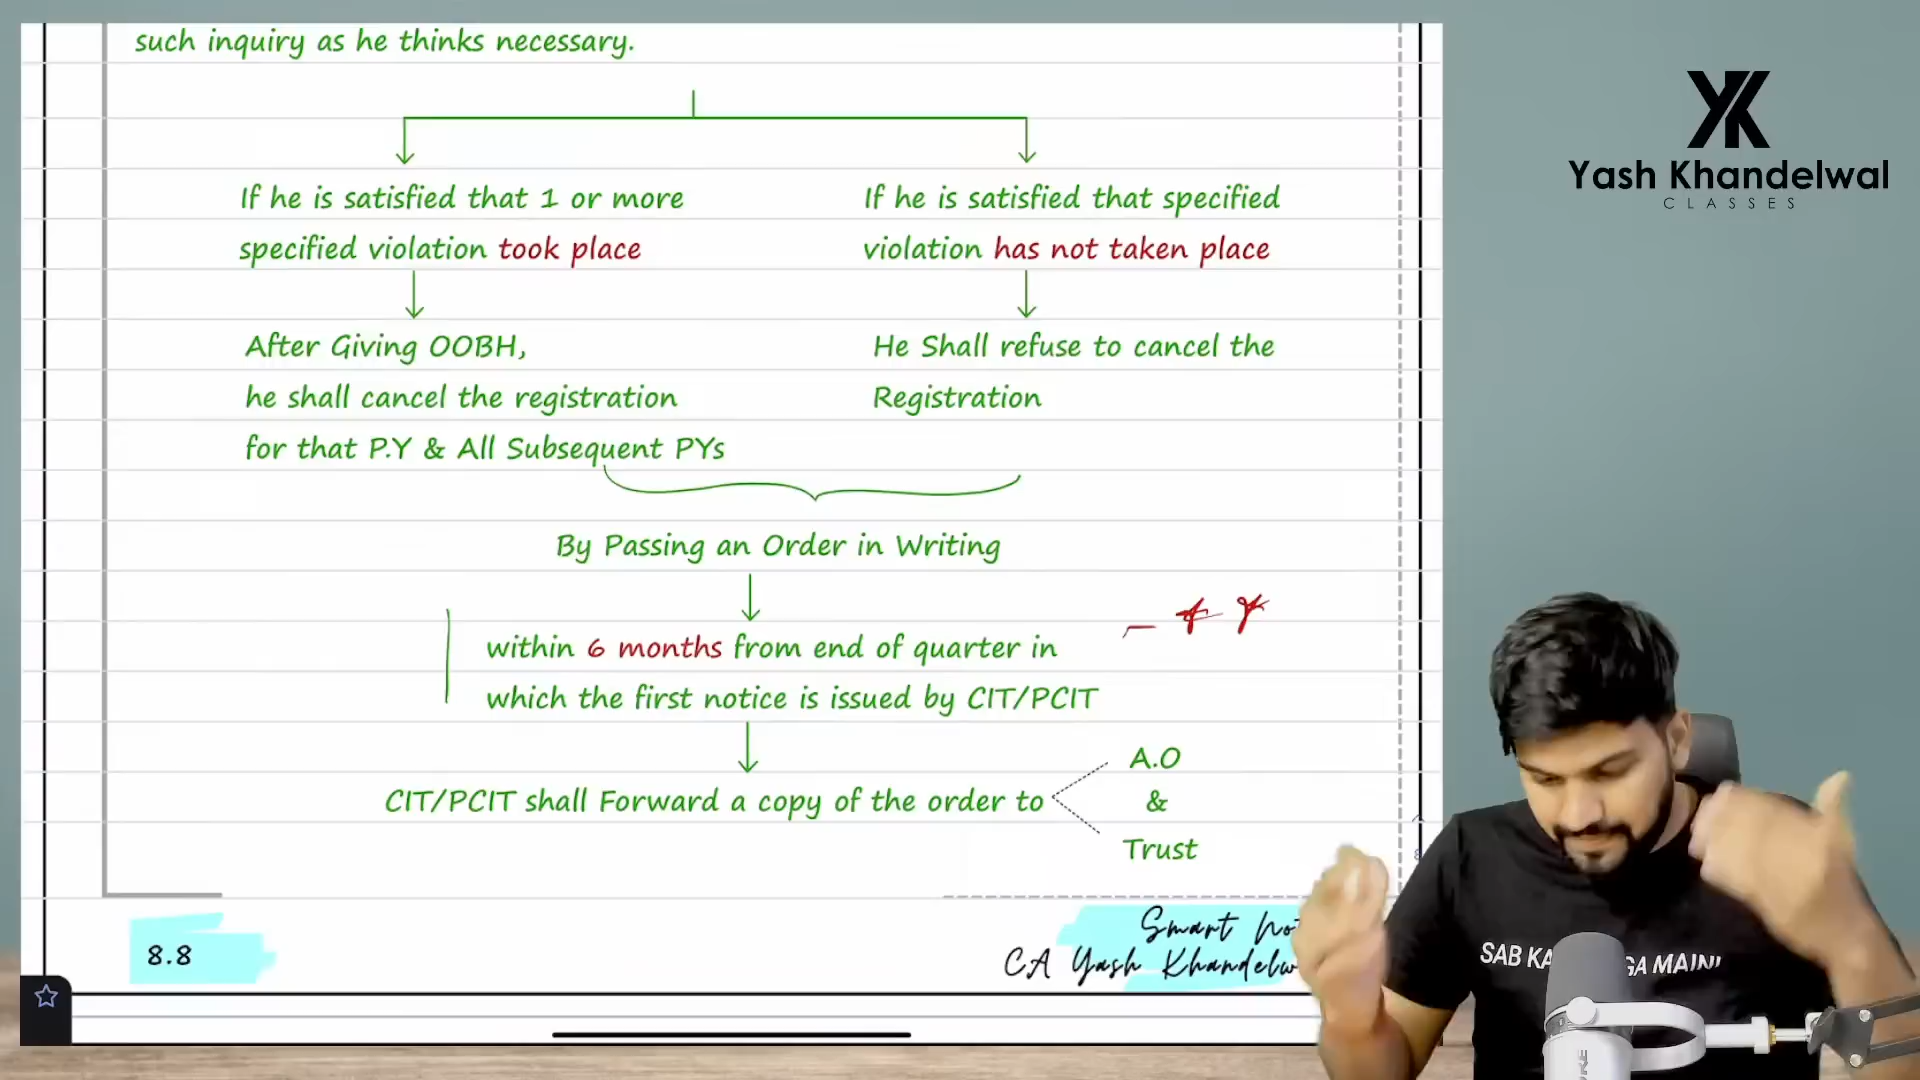 such inquiry as he thinks necessary.
If he is satisfied that 1 or more
specified violation took place
If he is satisfied that specified
violation has not taken place
After Giving OOBH,
he shall cancel the registration
for that P.Y & All Subsequent PYs
He Shall refuse to cancel the
Registration
By Passing an Order in Writing
within 6 months from end of quarter in
which the first notice is issued by CIT/PCIT
CIT/PCIT shall Forward a copy of the order to
A.O
&
Trust
8.8
Smart
CA Yash
YK
Yash Khandelwal
CLASSES
SAB